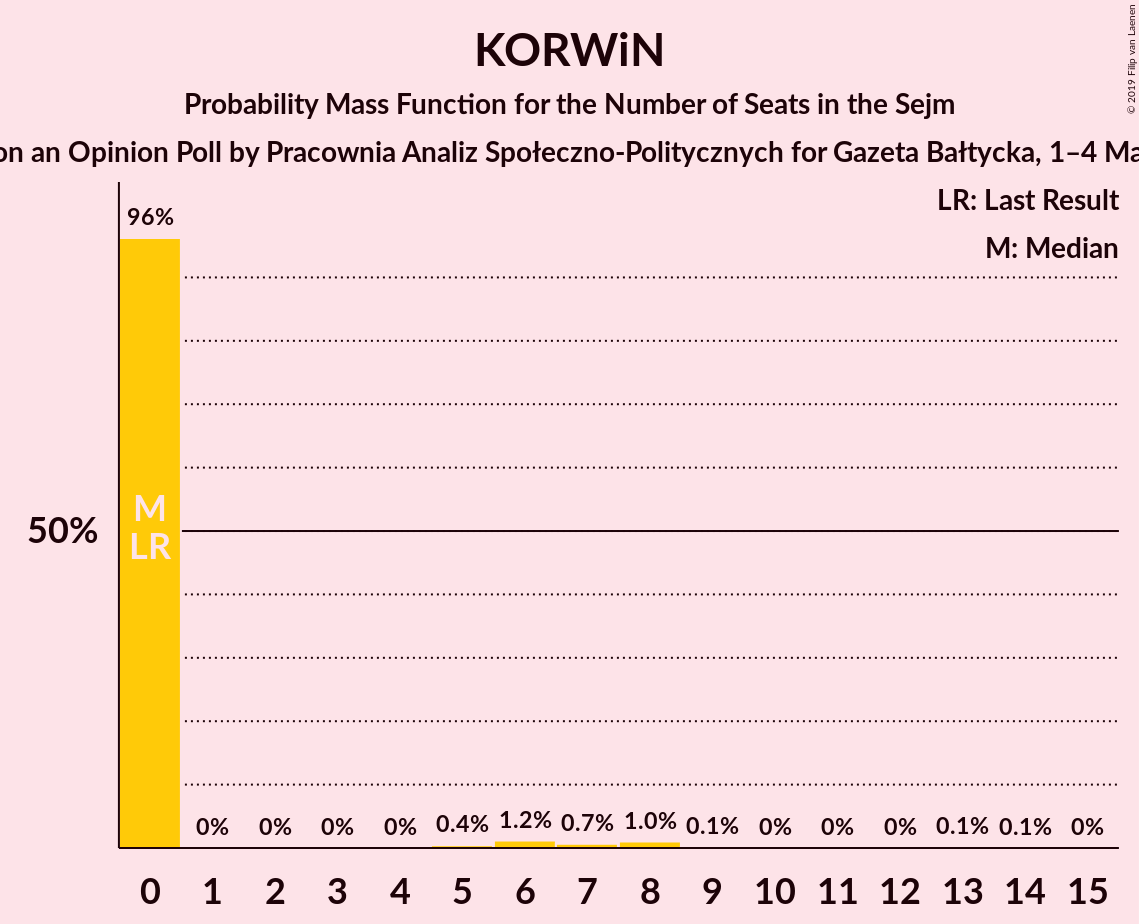 KORWiN
Probability Mass Function for the Number of Seats in the Sejm
on an Opinion Poll by Pracownia Analiz Społeczno-Politycznych for Gazeta Bałtycka, 1–4 Ma
© 2019 Filip van Laenen
LR: Last Result
M: Median
96%
M
LR
50%
0% 0% 0% 0% 0.4% 1.2% 0.7% 1.0% 0.1% 0% 0% 0% 0.1% 0.1% 0%
0 1 2 3 4 5 6 7 8 9 10 11 12 13 14 15